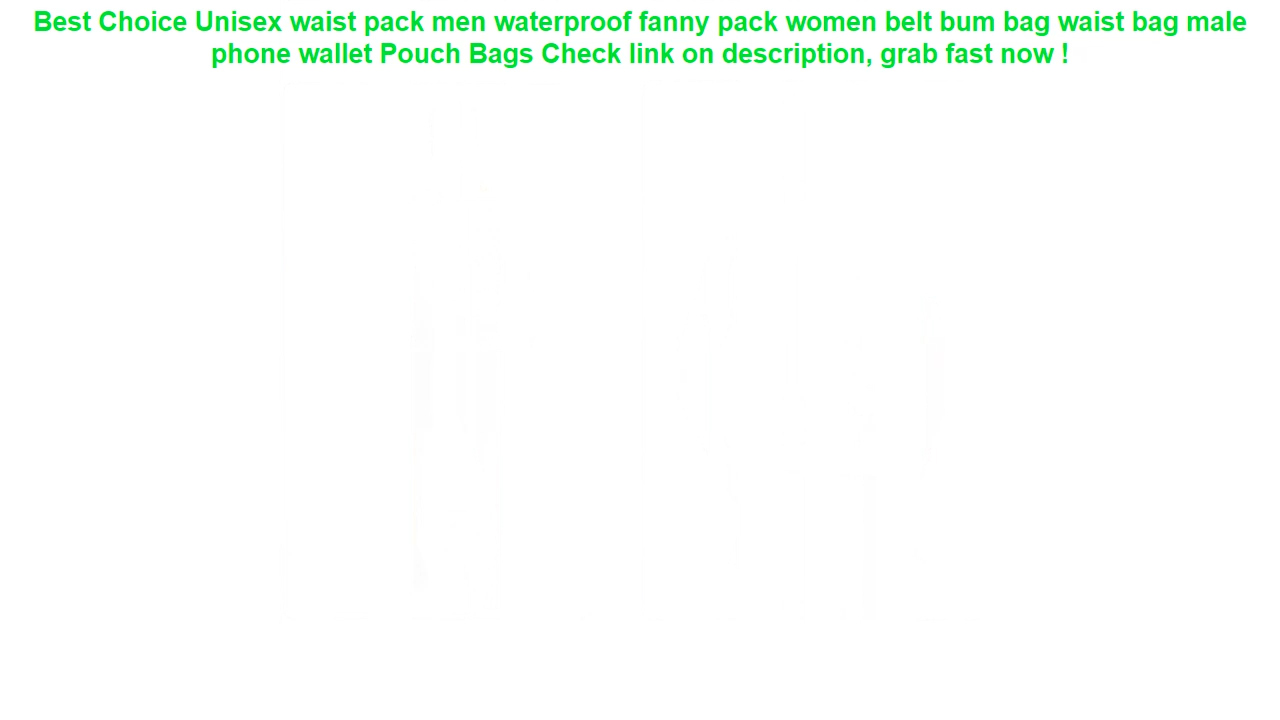 Best Choice Unisex waist pack men waterproof fanny pack women belt bum bag waist bag male
phone wallet Pouch Bags Check link on description, grab fast now !